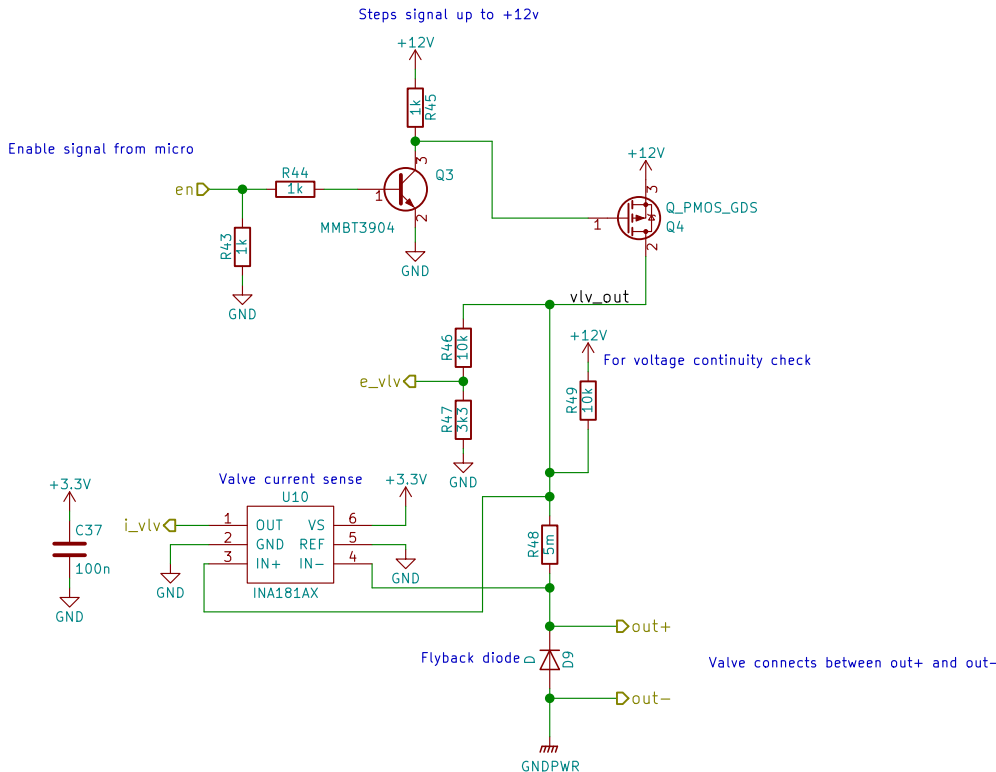 Steps signal up to +12v
+12V
1k
R45
Enable signal from micro
+12V
3
Q3
3
R44
1k
en
1
Q_PMOS_GDS
Q4
1
MMBT3904
2
R43
1k
2
GND
GND
vlv_out
+12V
R46
10k
For voltage continuity check
e_vlv
R49
10k
R47
3k3
Valve current sense
+3.3V
+3.3V
GND
U10
i_vlv
1
OUT
VS
6
C37
2
GND
REF
5
R48
5m
3
IN+
IN-
4
100n
GND
GND
INA181AX
GND
out+
Flyback diode
D
D9
Valve connects between out+ and out-
out-
GNDPWR